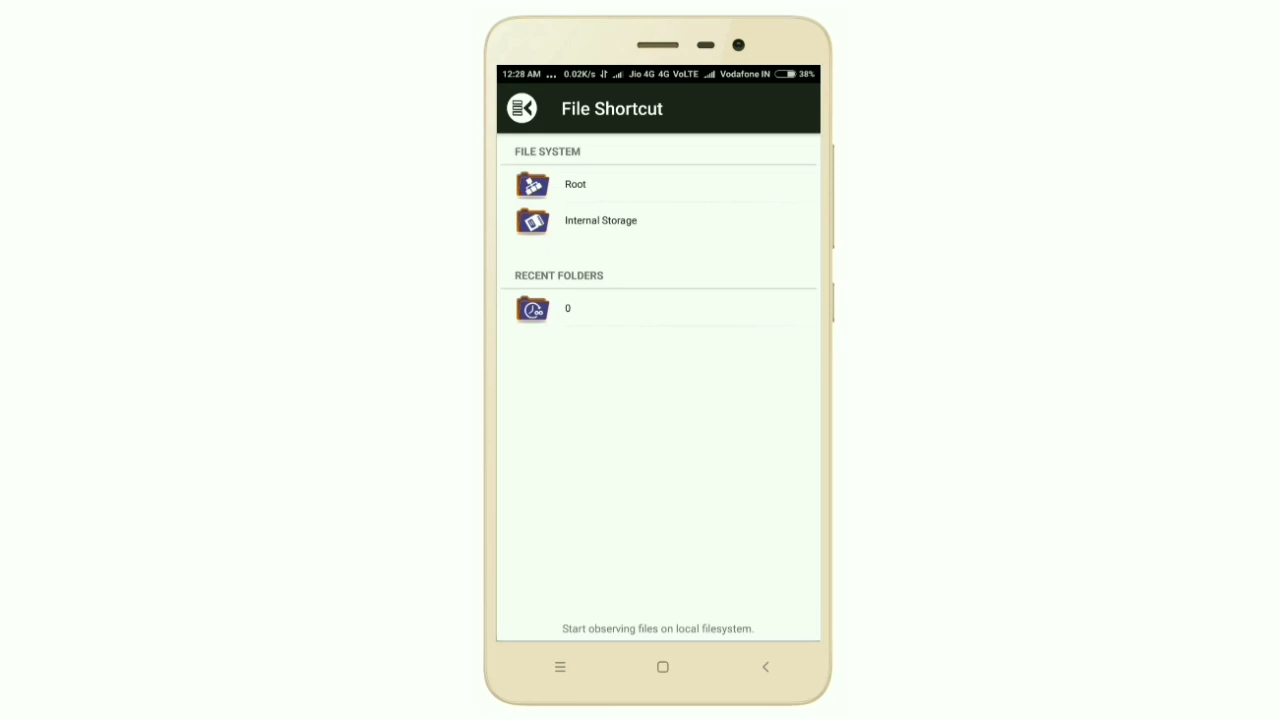 12:28 AM ... 0.02K/s Jio 4G 4G VoLTE Vodafone IN 38%
File Shortcut
FILE SYSTEM
Root
Internal Storage
RECENT FOLDERS
0
Start observing files on local filesystem.